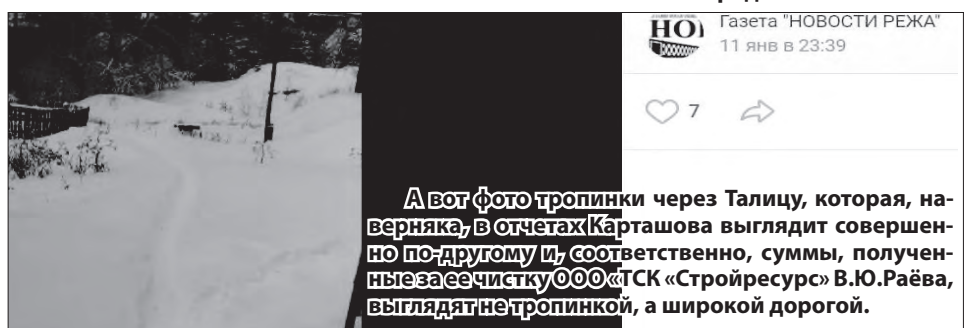 НО
Газета "НОВОСТИ РЕЖА"
11 янв в 23:39
7
А вот фото тропинки через Талицу, которая, на-
верняка, в отчетах Карташова выглядит совершен-
но по-другому и, соответственно, суммы, получен-
ные за ее чистку ООО «ТСК «Стройресурс» В.Ю.Раёва,
выглядят не тропинкой, а широкой дорогой.